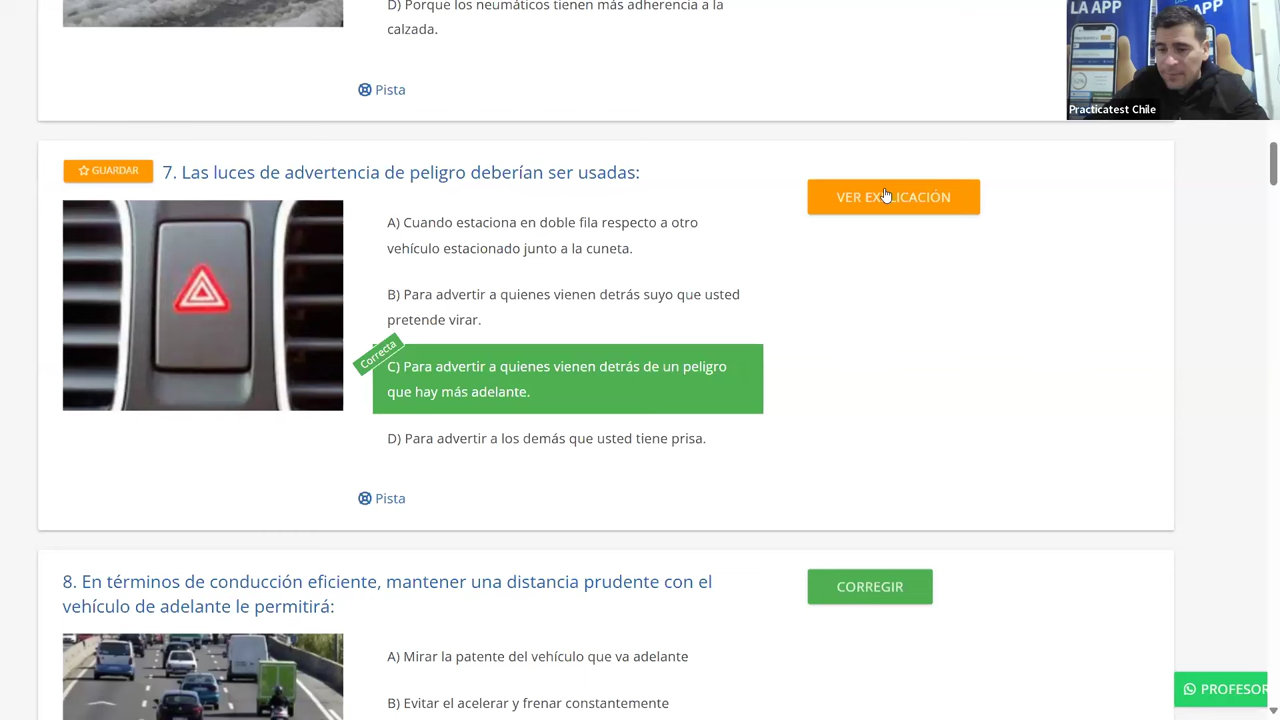 D) Porque los neumáticos tienen más adherencia a la
calzada.
LA APP
APP
Practicatest Chile
Pista
GUARDAR
7. Las luces de advertencia de peligro deberían ser usadas:
VER EXPLICACIÓN
A) Cuando estaciona en doble fila respecto a otro
vehículo estacionado junto a la cuneta.
B) Para advertir a quienes vienen detrás suyo que usted
pretende virar.
Correcta
C) Para advertir a quienes vienen detrás de un peligro
que hay más adelante.
D) Para advertir a los demás que usted tiene prisa.
Pista
8. En términos de conducción eficiente, mantener una distancia prudente con el
vehículo de adelante le permitirá:
CORREGIR
A) Mirar la patente del vehículo que va adelante
B) Evitar el acelerar y frenar constantemente
PROFESOR